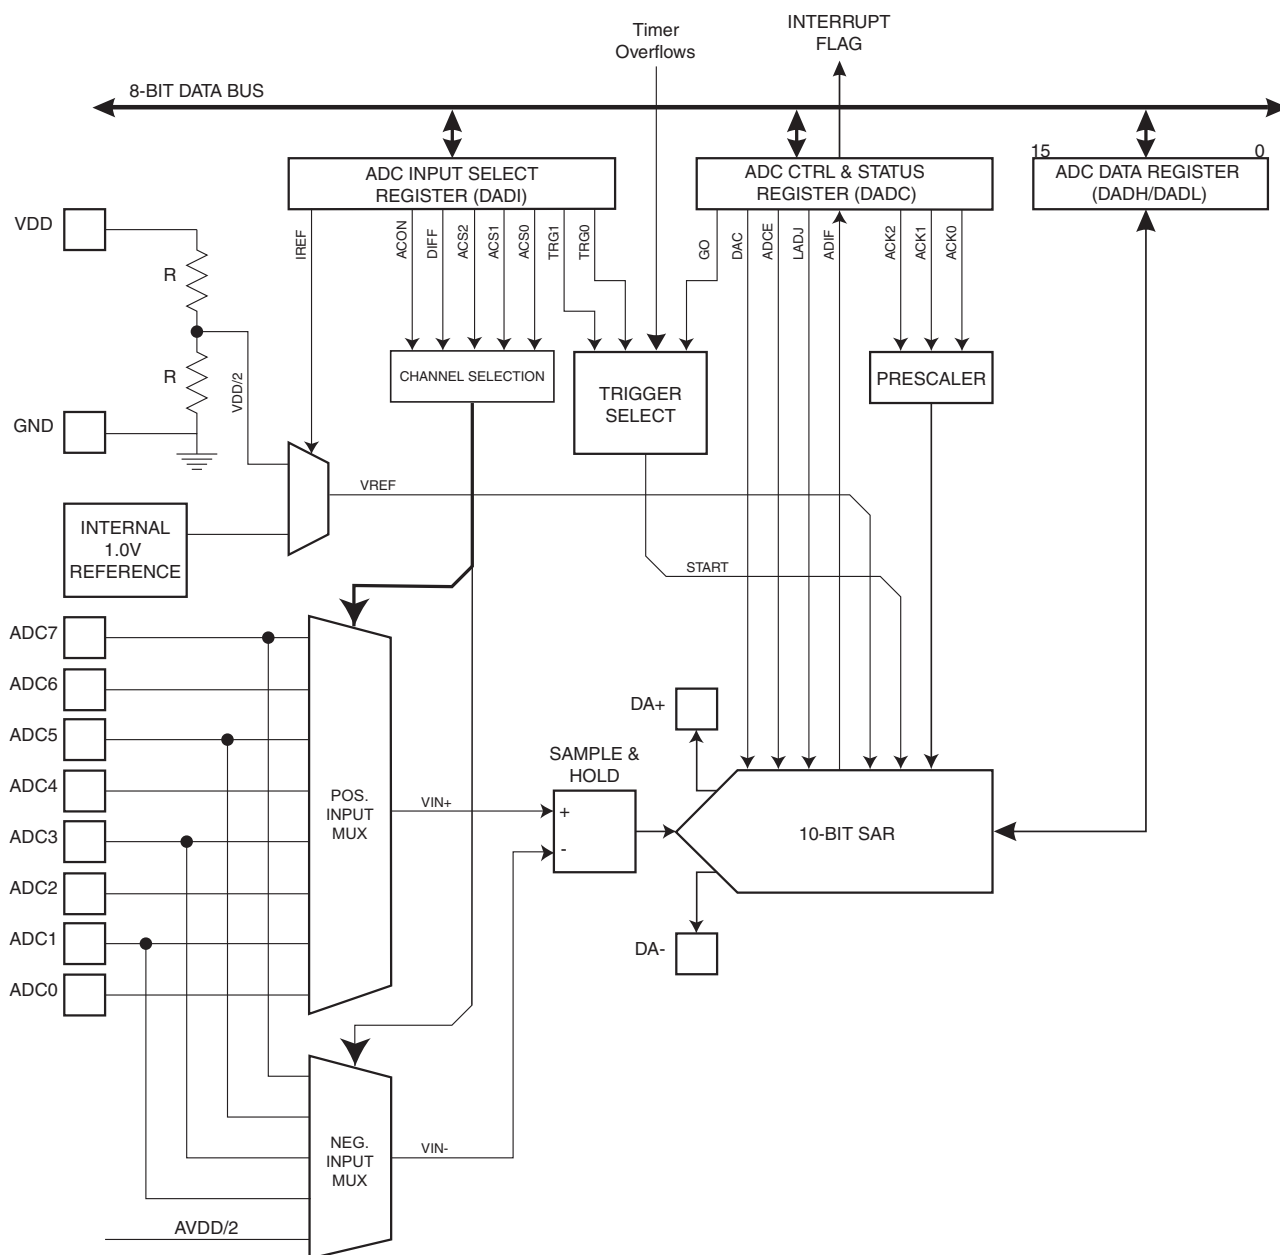 Timer
Overflows
INTERRUPT
FLAG
8-BIT DATA BUS
ADC INPUT SELECT
REGISTER (DADI)
ADC CTRL & STATUS
REGISTER (DADC)
15
0
ADC DATA REGISTER
(DADH/DADL)
IREF
ACON
DIFF
ACS2
ACS1
ACS0
TRG1
TRG0
GO
DAC
ADCE
LADJ
ADIF
ACK2
ACK1
ACK0
VDD
R
R
VDD/2
GND
CHANNEL SELECTION
TRIGGER
SELECT
PRESCALER
VREF
INTERNAL
1.0V
REFERENCE
START
ADC7
ADC6
ADC5
ADC4
ADC3
ADC2
ADC1
ADC0
POS.
INPUT
MUX
VIN+
SAMPLE &
HOLD
+
-
DA+
10-BIT SAR
DA-
NEG.
INPUT
MUX
VIN-
AVDD/2